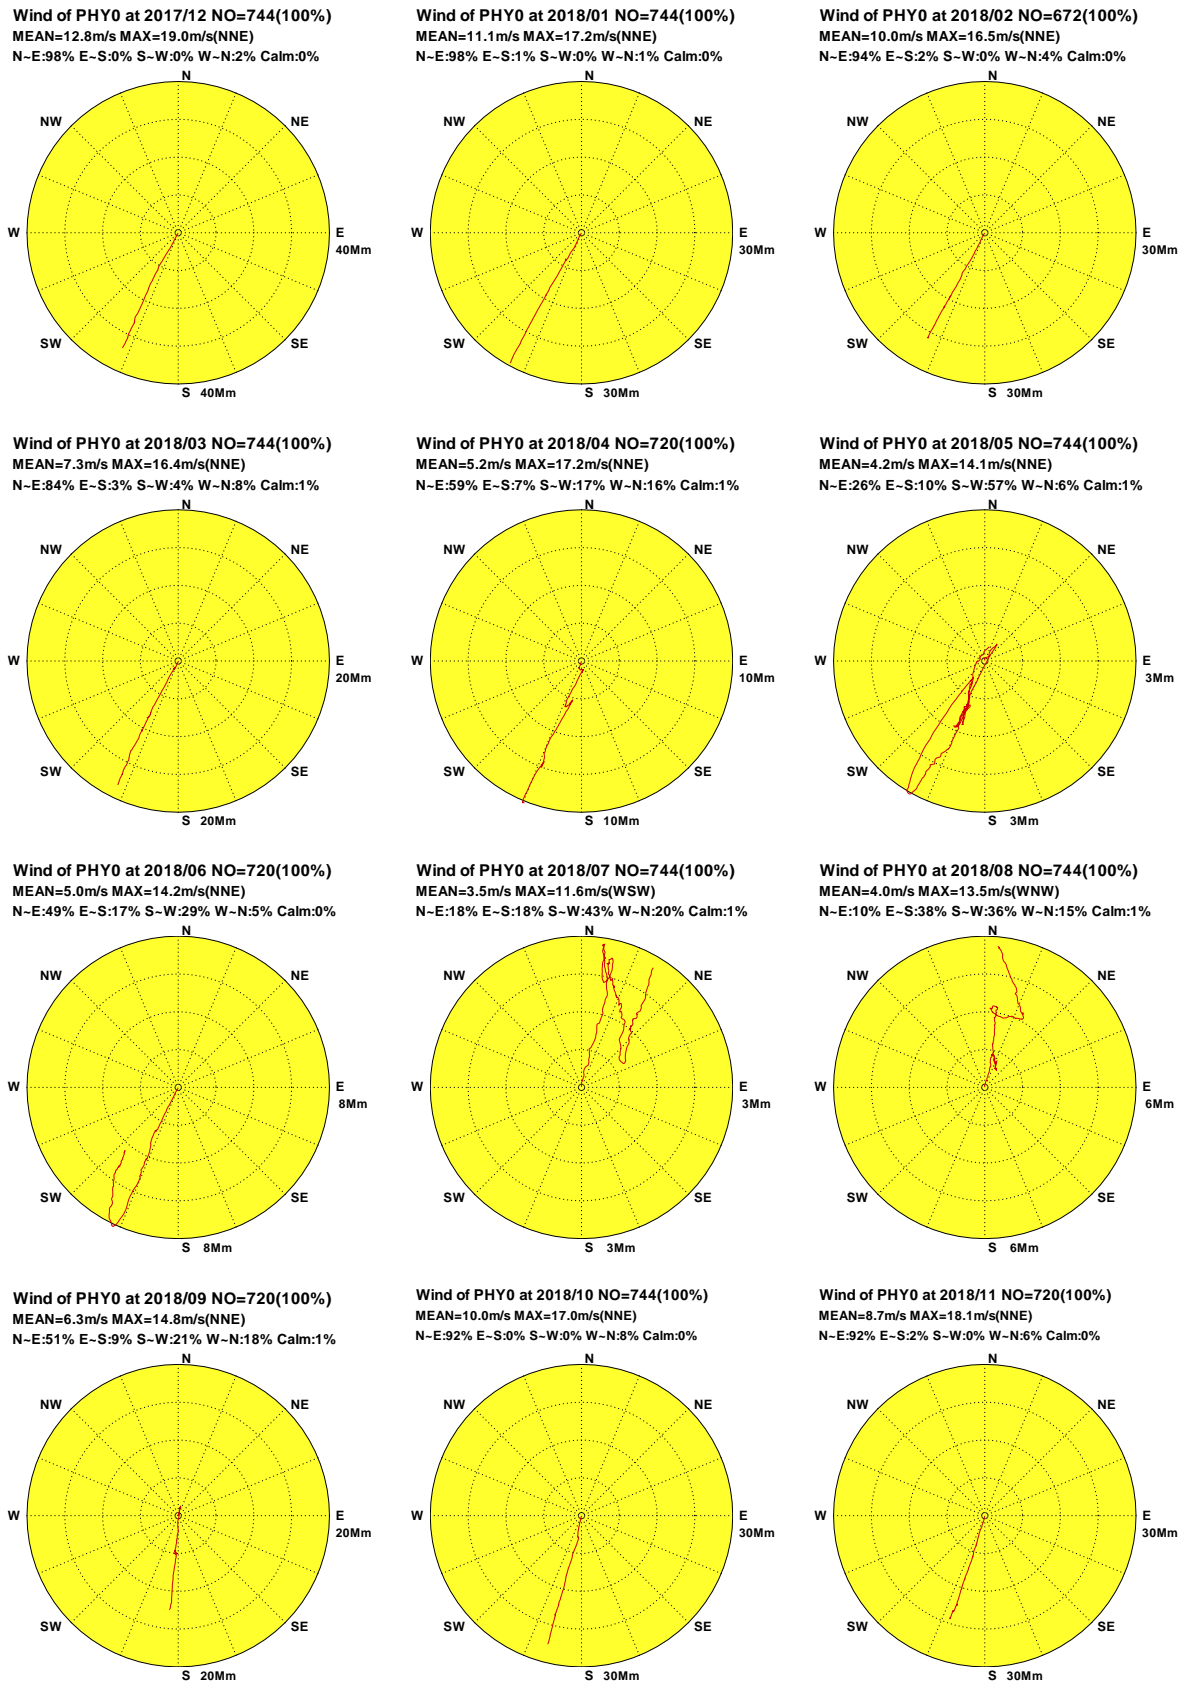 Wind of PHY0 at 2017/12 NO=744(100%)
MEAN=12.8m/s MAX=19.0m/s(NNE)
N~E:98% E~S:0% S~W:0% W~N:2% Calm:0%
N
NW
NE
W
E
40Mm
SW
SE
S 40Mm
Wind of PHY0 at 2018/01 NO=744(100%)
MEAN=11.1m/s MAX=17.2m/s(NNE)
N~E:98% E~S:1% S~W:0% W~N:1% Calm:0%
N
NW
NE
W
E
30Mm
SW
SE
S 30Mm
Wind of PHY0 at 2018/02 NO=672(100%)
MEAN=10.0m/s MAX=16.5m/s(NNE)
N~E:94% E~S:2% S~W:0% W~N:4% Calm:0%
N
NW
NE
W
E
30Mm
SW
SE
S 30Mm
Wind of PHY0 at 2018/03 NO=744(100%)
MEAN=7.3m/s MAX=16.4m/s(NNE)
N~E:84% E~S:3% S~W:4% W~N:8% Calm:1%
N
NW
NE
W
E
20Mm
SW
SE
S 20Mm
Wind of PHY0 at 2018/04 NO=720(100%)
MEAN=5.2m/s MAX=17.2m/s(NNE)
N~E:59% E~S:7% S~W:17% W~N:16% Calm:1%
N
NW
NE
W
E
10Mm
SW
SE
S 10Mm
Wind of PHY0 at 2018/05 NO=744(100%)
MEAN=4.2m/s MAX=14.1m/s(NNE)
N~E:26% E~S:10% S~W:57% W~N:6% Calm:1%
N
NW
NE
W
E
3Mm
SW
SE
S 3Mm
Wind of PHY0 at 2018/06 NO=720(100%)
MEAN=5.0m/s MAX=14.2m/s(NNE)
N~E:49% E~S:17% S~W:29% W~N:5% Calm:0%
N
NW
NE
W
E
8Mm
SW
SE
S 8Mm
Wind of PHY0 at 2018/07 NO=744(100%)
MEAN=3.5m/s MAX=11.6m/s(WSW)
N~E:18% E~S:18% S~W:43% W~N:20% Calm:1%
N
NW
NE
W
E
3Mm
SW
SE
S 3Mm
Wind of PHY0 at 2018/08 NO=744(100%)
MEAN=4.0m/s MAX=13.5m/s(WNW)
N~E:10% E~S:38% S~W:36% W~N:15% Calm:1%
N
NW
NE
W
E
6Mm
SW
SE
S 6Mm
Wind of PHY0 at 2018/09 NO=720(100%)
MEAN=6.3m/s MAX=14.8m/s(NNE)
N~E:51% E~S:9% S~W:21% W~N:18% Calm:1%
N
NW
NE
W
E
20Mm
SW
SE
S 20Mm
Wind of PHY0 at 2018/10 NO=744(100%)
MEAN=10.0m/s MAX=17.0m/s(NNE)
N~E:92% E~S:0% S~W:0% W~N:8% Calm:0%
N
NW
NE
W
E
30Mm
SW
SE
S 30Mm
Wind of PHY0 at 2018/11 NO=720(100%)
MEAN=8.7m/s MAX=18.1m/s(NNE)
N~E:92% E~S:2% S~W:0% W~N:6% Calm:0%
N
NW
NE
W
E
30Mm
SW
SE
S 30Mm